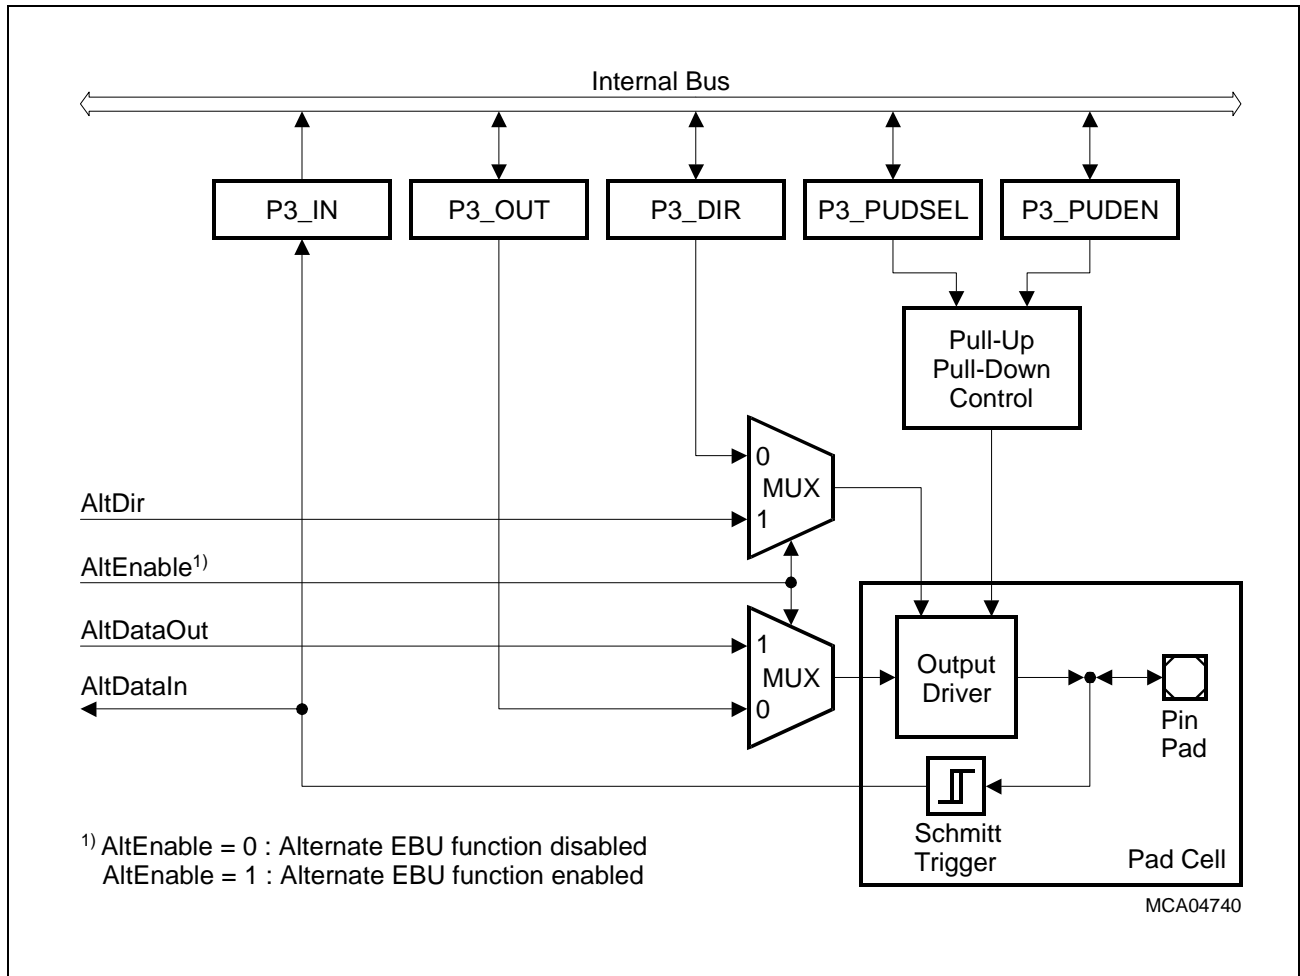 Internal Bus
P3_IN
P3_OUT
P3_DIR
P3_PUDSEL
P3_PUDEN
Pull-Up
Pull-Down
Control
0
MUX
1
AltDir
AltEnable1)
AltDataOut
AltDataIn
1
MUX
0
Output
Driver
Pin
Pad
Schmitt
Trigger
Pad Cell
1) AltEnable = 0 : Alternate EBU function disabled
AltEnable = 1 : Alternate EBU function enabled
MCA04740